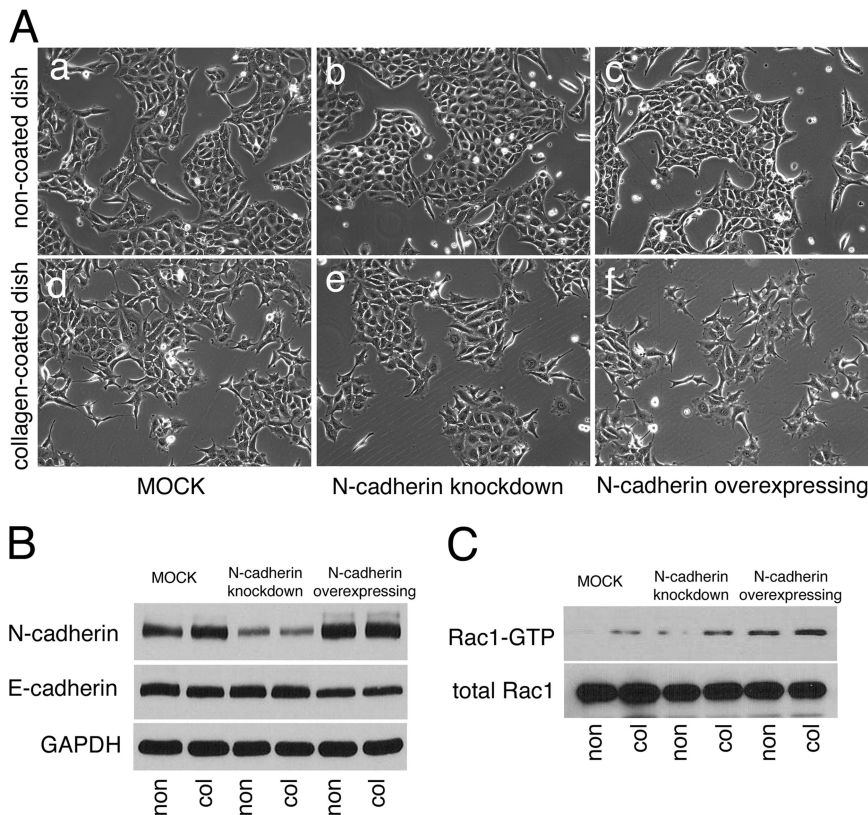 A
non-coated dish
a
b
c
collagen-coated dish
d
e
f
MOCK
N-cadherin knockdown
N-cadherin overexpressing
B
MOCK
N-cadherin
knockdown
N-cadherin
overexpressing
N-cadherin
E-cadherin
GAPDH
non
col
non
col
non
col
C
MOCK
N-cadherin
knockdown
N-cadherin
overexpressing
Rac1-GTP
total Rac1
non
col
non
col
non
col